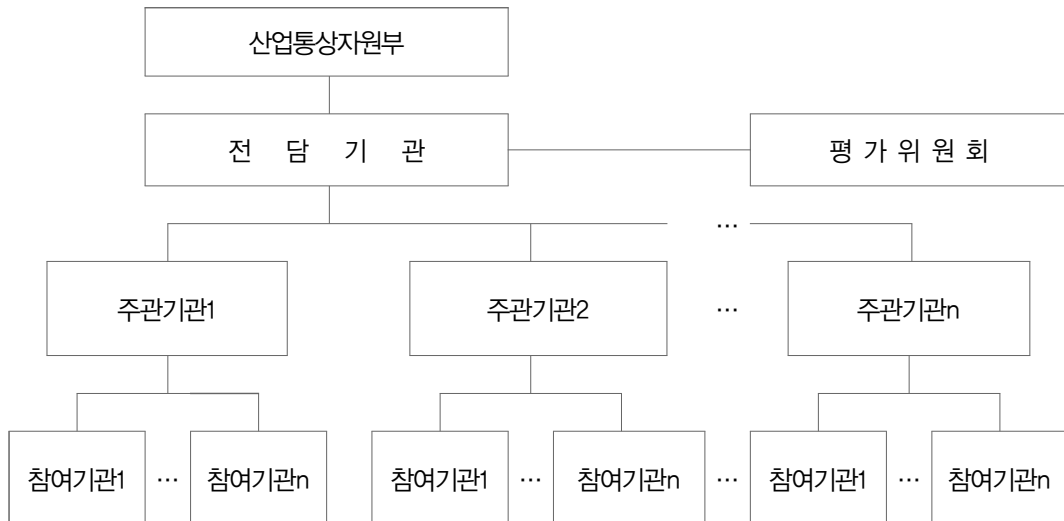 산업통상자원부
전 담 기 관
평 가 위 원 회
…
주관기관1
주관기관2
…
주관기관n
참여기관1
…
참여기관n
참여기관1
…
참여기관n
…
참여기관1
…
참여기관n